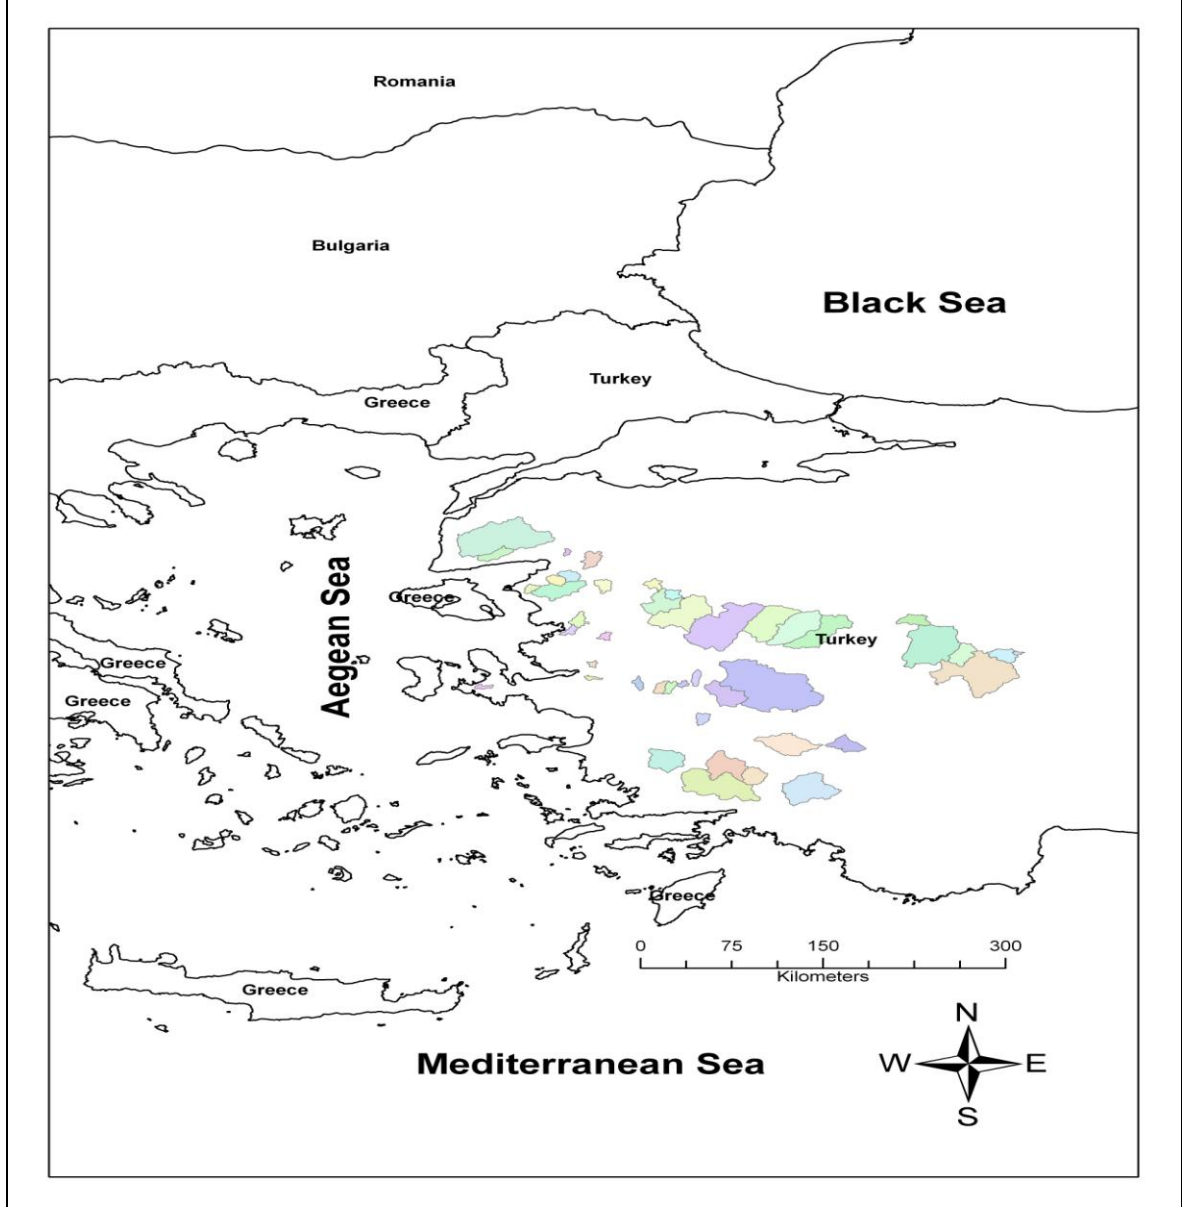 Romania
Bulgaria
Black Sea
Turkey
Greece
Aegean Sea
Greece
Turkey
Greece
Greece
Greece
0 75 150 300
Kilometers
Greece
Mediterranean Sea
N
W E
S